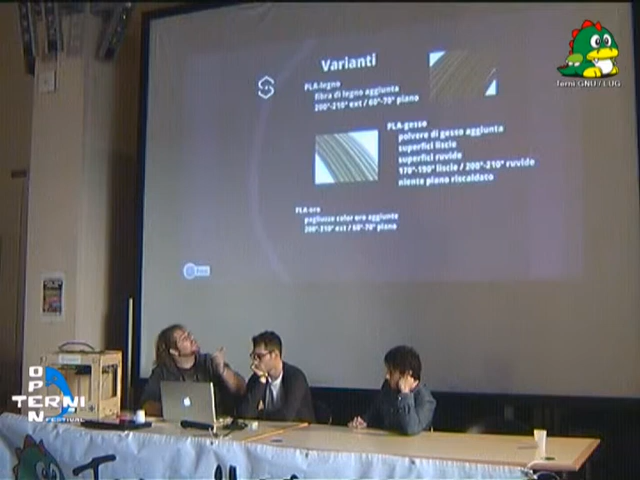 Varianti
PLA-legno
fibra di legno aggiunta
200°-210° ext / 60°-70° piano
PLA-gesso
polvere di gesso aggiunta
superfici liscie
superfici ruvide
170°-190° liscie / 200°-210° ruvide
niente piano riscaldato
PLA oro
pagliuzze color oro aggiunte
200°-210° ext / 60°-70° piano
Terni GNU / LUG
OPEN
TERNI
FESTIVAL